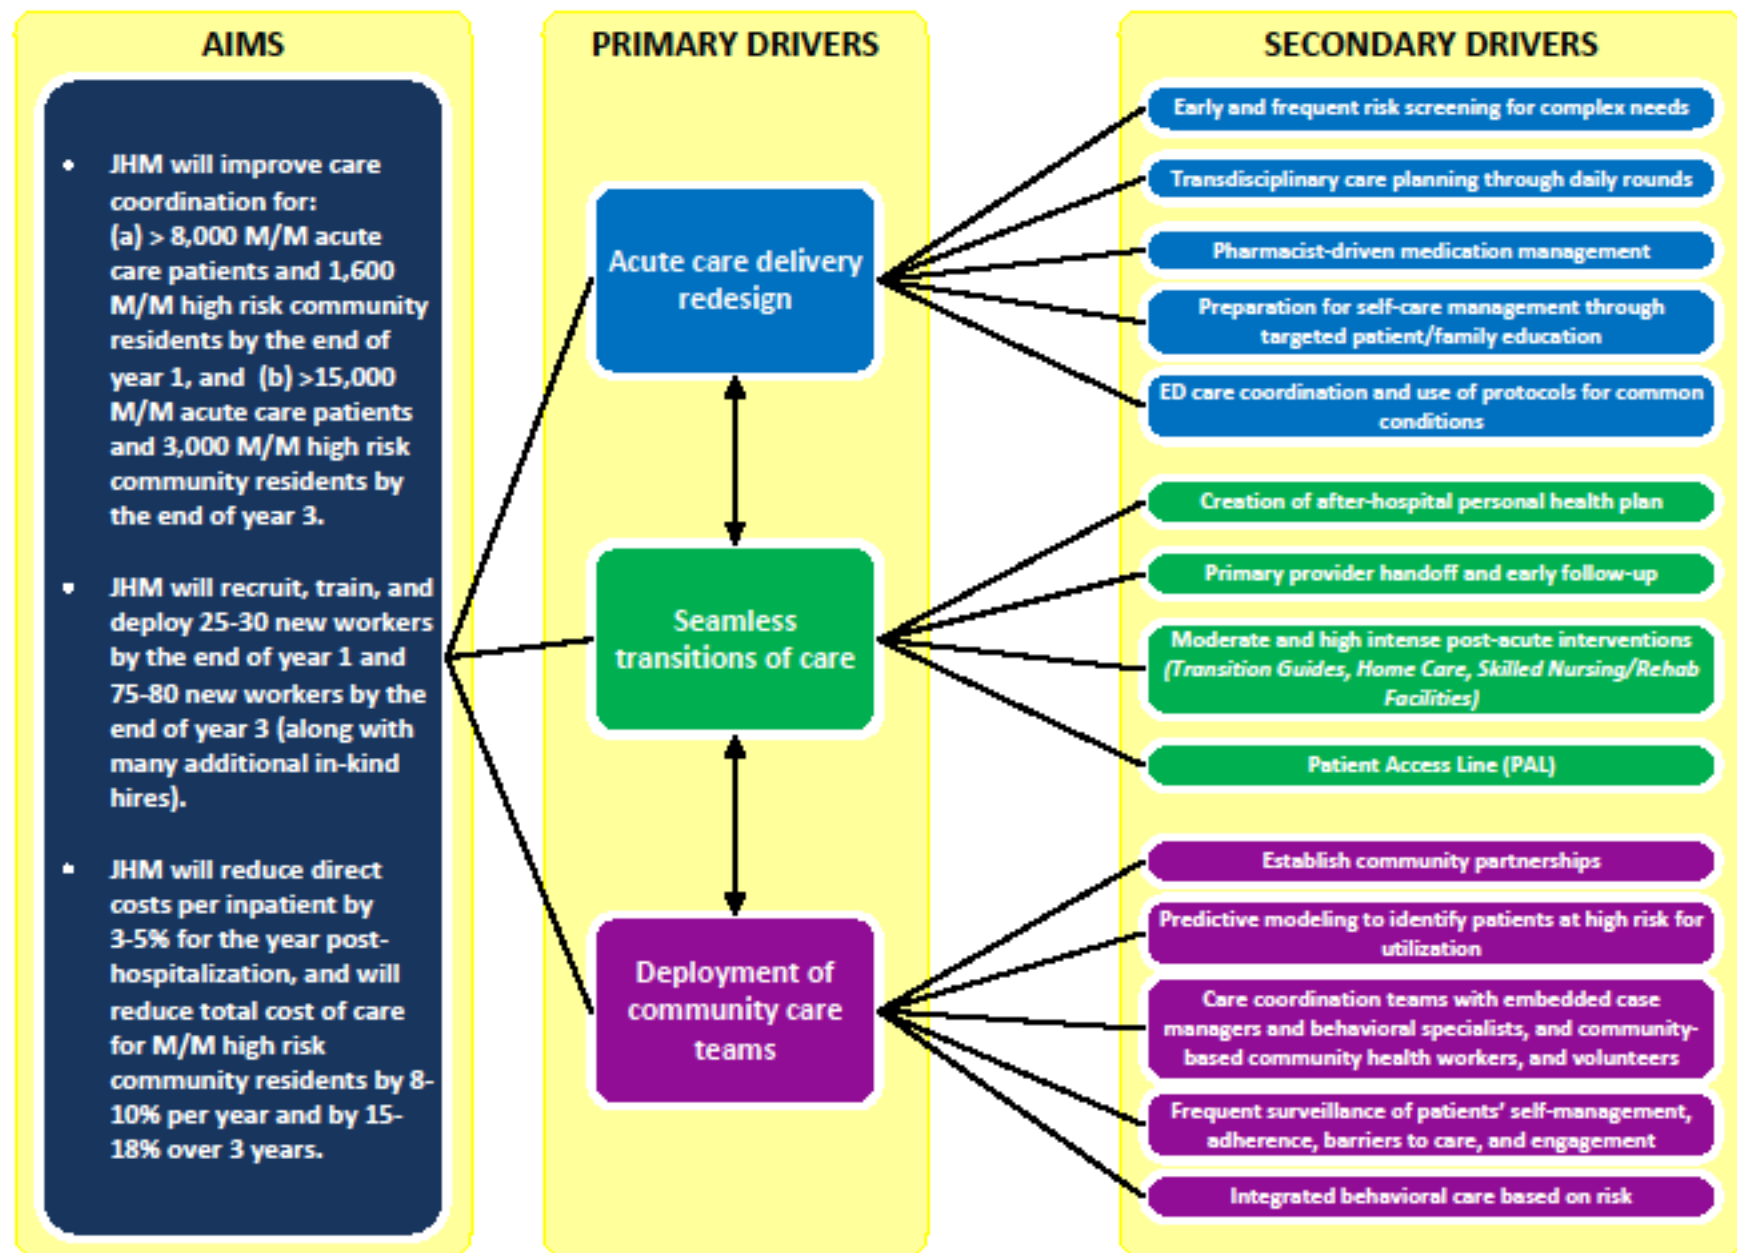 AIMS
JHM will improve care
coordination for:
(a) > 8,000 M/M acute
care patients and 1,600
M/M high risk community
residents by the end of
year 1, and (b) >15,000
M/M acute care patients
and 3,000 M/M high risk
community residents by
the end of year 3.
JHM will recruit, train, and
deploy 25-30 new workers
by the end of year 1 and
75-80 new workers by the
end of year 3 (along with
many additional in-kind
hires).
JHM will reduce direct
costs per inpatient by
3-5% for the year post-
hospitalization, and will
reduce total cost of care
for M/M high risk
community residents by 8-
10% per year and by 15-
18% over 3 years.
PRIMARY DRIVERS
Acute care delivery
redesign
Seamless
transitions of care
Deployment of
community care
teams
SECONDARY DRIVERS
Early and frequent risk screening for complex needs
Transdisciplinary care planning through daily rounds
Pharmacist-driven medication management
Preparation for self-care management through
targeted patient/family education
ED care coordination and use of protocols for common
conditions
Creation of after-hospital personal health plan
Primary provider handoff and early follow-up
Moderate and high intense post-acute interventions
(Transition Guides, Home Care, Skilled Nursing/Rehab
Facilities)
Patient Access Line (PAL)
Establish community partnerships
Predictive modeling to identify patients at high risk for
utilization
Care coordination teams with embedded case
managers and behavioral specialists, and community-
based community health workers, and volunteers
Frequent surveillance of patients' self-management,
adherence, barriers to care, and engagement
Integrated behavioral care based on risk